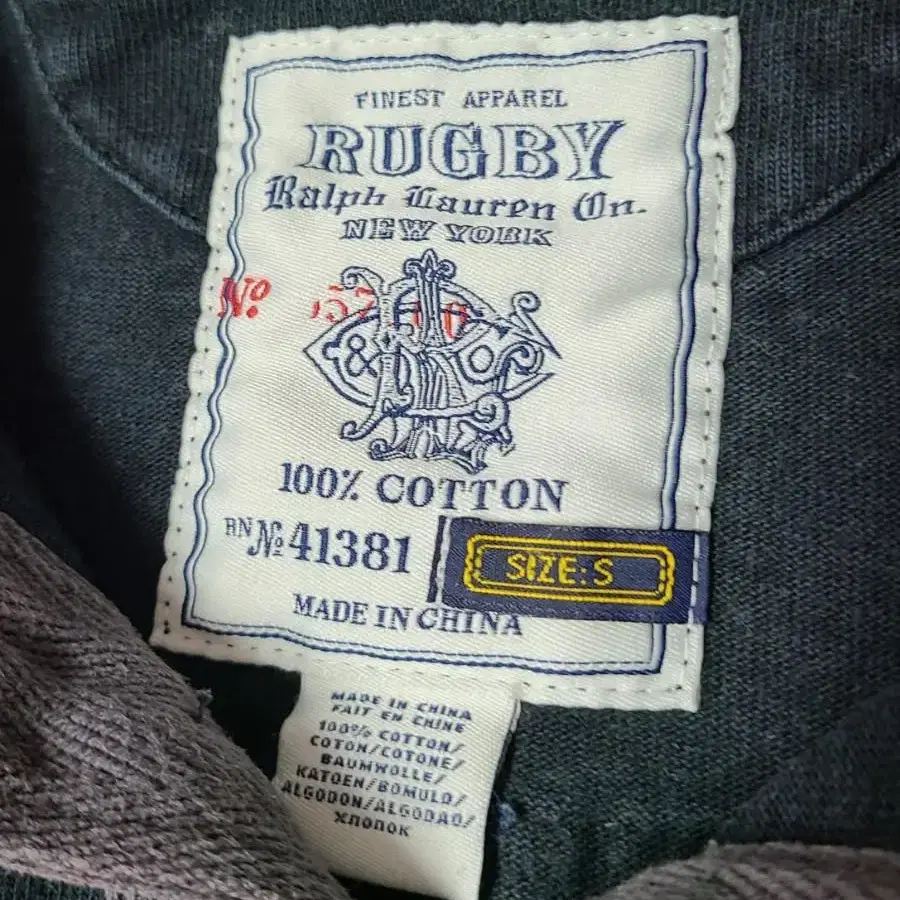 FINEST APPAREL
RUGBY
Ralph Lauren Co.
NEW YORK
Nº
&
100% COTTON
RN Nº 41381
SIZE: S
MADE IN CHINA
MADE IN CHINA
FAIT EN CHINE
100% COTTON/
COTON/COTONE/
BAUMWOLLE/
KATOEN/BOMULD/
ALGODON/ALGODAO/
ХЛОПОК